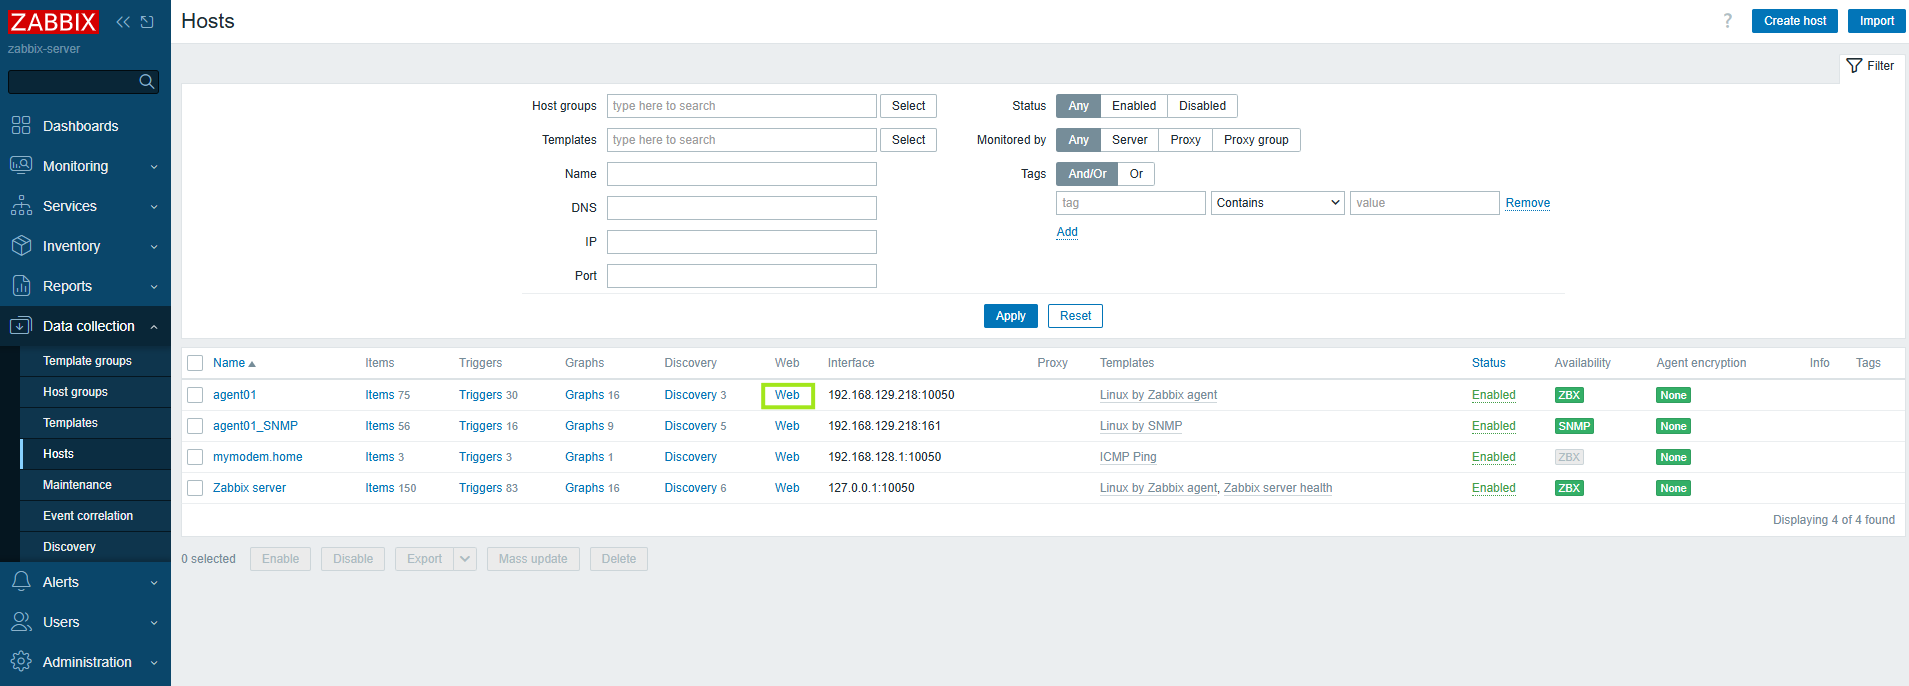 ZABBIX
zabbix-server
Dashboards
Monitoring
Services
Inventory
Reports
Data collection
Template groups
Host groups
Templates
Hosts
Maintenance
Event correlation
Discovery
Alerts
Users
Administration
Hosts
? Create host Import
Filter
Host groups type here to search Select
Templates type here to search Select
Name
DNS
IP
Port
Status Any Enabled Disabled
Monitored by Any Server Proxy Proxy group
Tags And/Or Or
tag Contains value Remove
Add
Apply Reset
Name Items Triggers Graphs Discovery Web Interface Proxy Templates Status Availability Agent encryption Info Tags
agent01 Items 75 Triggers 30 Graphs 16 Discovery 3 Web 192.168.129.218:10050 Linux by Zabbix agent Enabled ZBX None
agent01_SNMP Items 56 Triggers 16 Graphs 9 Discovery 5 Web 192.168.129.218:161 Linux by SNMP Enabled SNMP None
mymodem.home Items 3 Triggers 3 Graphs 1 Discovery Web 192.168.128.1:10050 ICMP Ping Enabled ZBX None
Zabbix server Items 150 Triggers 83 Graphs 16 Discovery 6 Web 127.0.0.1:10050 Linux by Zabbix agent, Zabbix server health Enabled ZBX None
Displaying 4 of 4 found
0 selected Enable Disable Export Mass update Delete